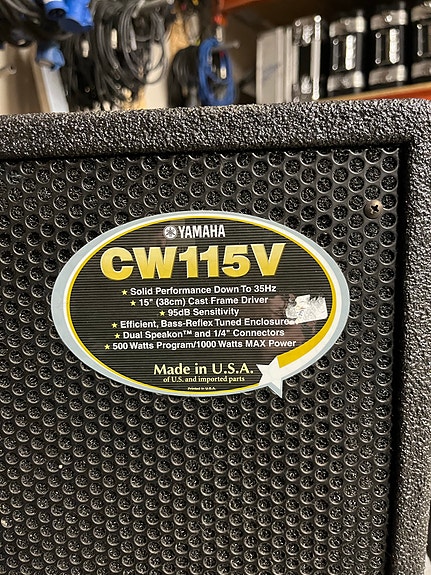 YAMAHA
CW115V
★ Solid Performance Down To 35Hz
★ 15" (38cm) Cast Frame Driver
★ 95dB Sensitivity
★ Efficient, Bass-Reflex Tuned Enclosure
★ Dual Speakon™ and 1/4" Connectors
★ 500 Watts Program/1000 Watts MAX Power
Made in U.S.A.
of U.S. and imported parts
Printed in U.S.A.